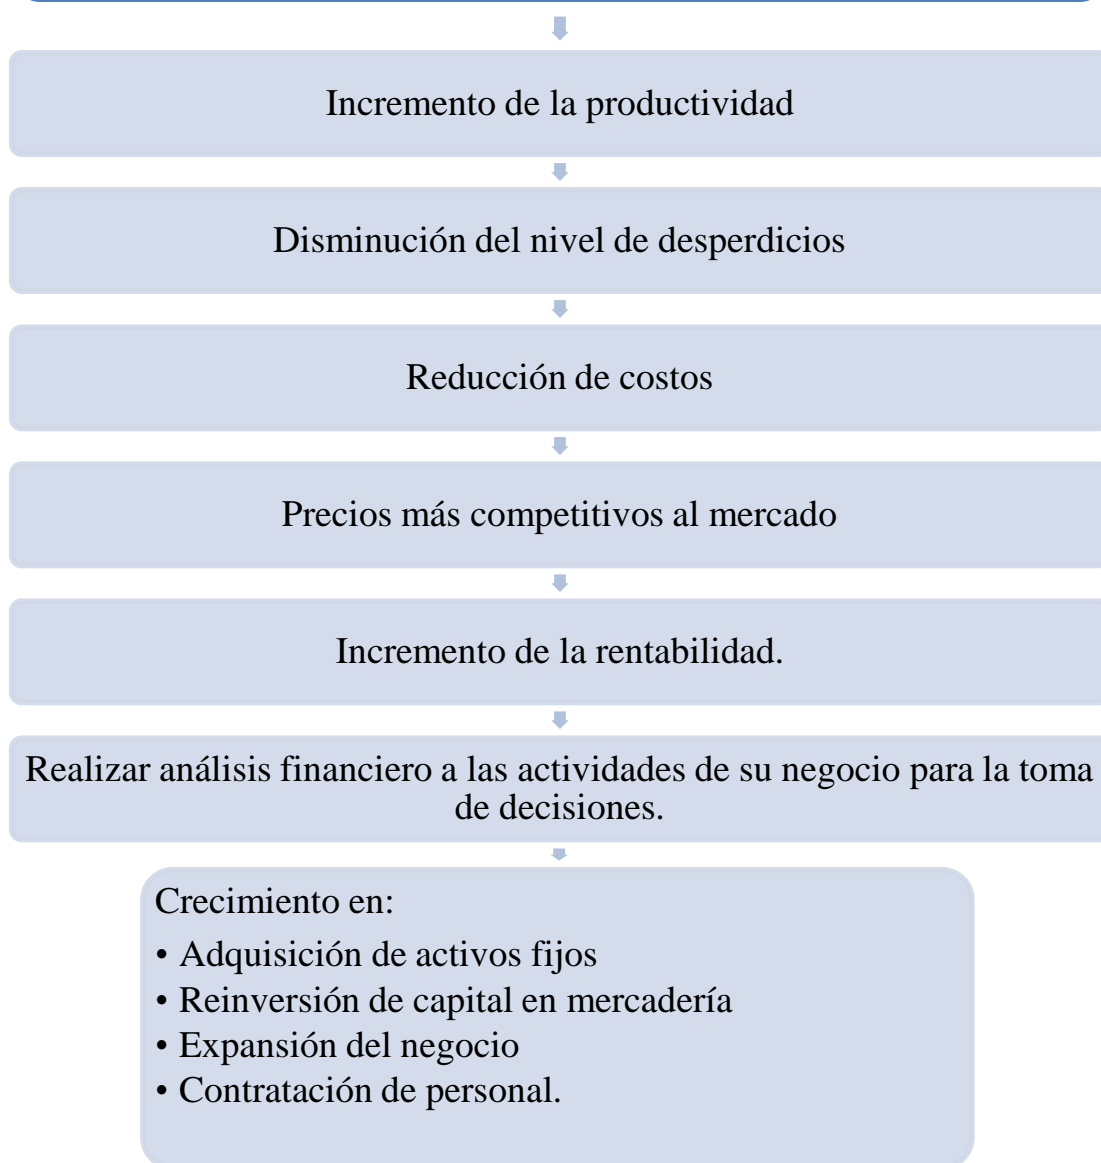 Incremento de la productividad
Disminución del nivel de desperdicios
Reducción de costos
Precios más competitivos al mercado
Incremento de la rentabilidad.
Realizar análisis financiero a las actividades de su negocio para la toma
de decisiones.
Crecimiento en:
• Adquisición de activos fijos
• Reinversión de capital en mercadería
• Expansión del negocio
• Contratación de personal.